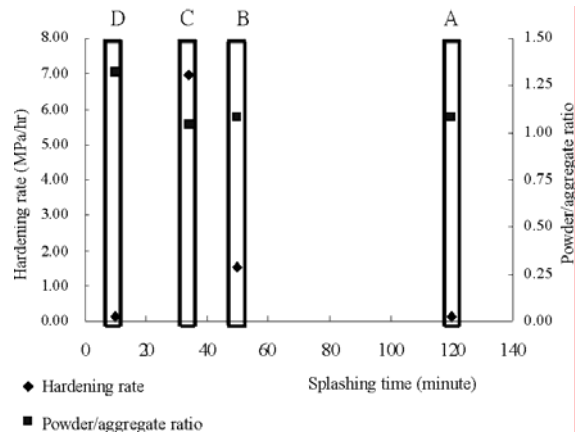 D C B A
8.00 1.50
7.00
1.25
6.00
5.00 1.00
4.00 0.75
3.00
0.50
2.00
0.25
1.00
0.00 0.00
0 20 40 60 80 100 120 140
Hardening rate (MPa/hr)
Powder/aggregate ratio
Splashing time (minute)
◆ Hardening rate
■ Powder/aggregate ratio